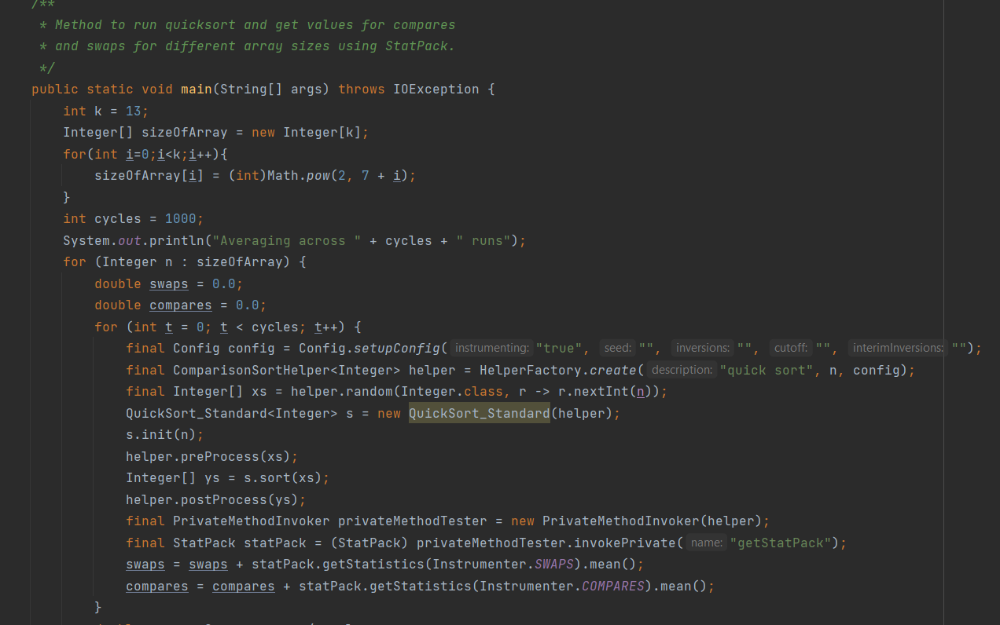 /**
 * Method to run quicksort and get values for compares
 * and swaps for different array sizes using StatPack.
 */
public static void main(String[] args) throws IOException {
    int k = 13;
    Integer[] sizeOfArray = new Integer[k];
    for(int i=0;i<k;i++){
        sizeOfArray[i] = (int)Math.pow(2, 7 + i);
    }
    int cycles = 1000;
    System.out.println("Averaging across " + cycles + " runs");
    for (Integer n : sizeOfArray) {
        double swaps = 0.0;
        double compares = 0.0;
        for (int t = 0; t < cycles; t++) {
            final Config config = Config.setupConfig( instrumenting: "true", seed: "", inversions: "", cutoff: "", interimInversions: "");
            final ComparisonSortHelper<Integer> helper = HelperFactory.create( description: "quick sort", n, config);
            final Integer[] xs = helper.random(Integer.class, r -> r.nextInt(n));
            QuickSort_Standard<Integer> s = new QuickSort_Standard(helper);
            s.init(n);
            helper.preProcess(xs);
            Integer[] ys = s.sort(xs);
            helper.postProcess(ys);
            final PrivateMethodInvoker privateMethodTester = new PrivateMethodInvoker(helper);
            final StatPack statPack = (StatPack) privateMethodTester.invokePrivate( name: "getStatPack");
            swaps = swaps + statPack.getStatistics(Instrumenter.SWAPS).mean();
            compares = compares + statPack.getStatistics(Instrumenter.COMPARES).mean();
        }